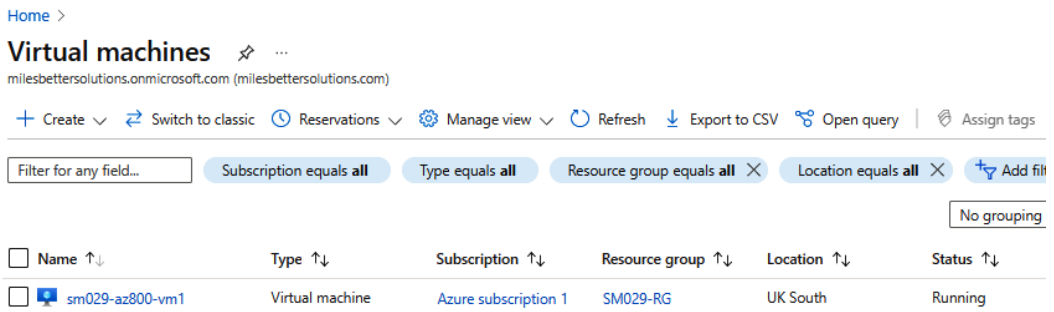 Home >
Virtual machines ...
milesbettersolutions.onmicrosoft.com (milesbettersolutions.com)
+ Create Switch to classic Reservations Manage view Refresh Export to CSV Open query Assign tags
Filter for any field... Subscription equals all Type equals all Resource group equals all Location equals all Add filt
No grouping
Name Type Subscription Resource group Location Status
sm029-az800-vm1 Virtual machine Azure subscription 1 SM029-RG UK South Running